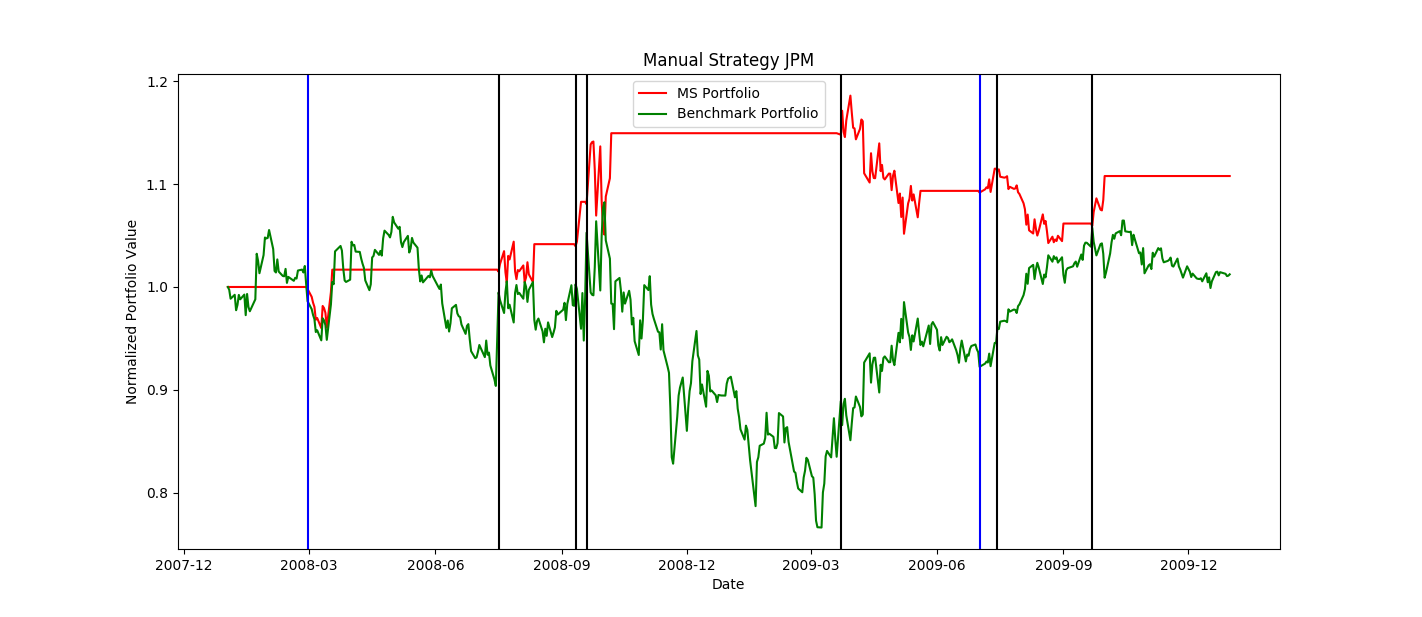 Manual Strategy JPM
MS Portfolio
Benchmark Portfolio
Normalized Portfolio Value
1.2
1.1
1.0
0.9
0.8
2007-12
2008-03
2008-06
2008-09
2008-12
2009-03
2009-06
2009-09
2009-12
Date